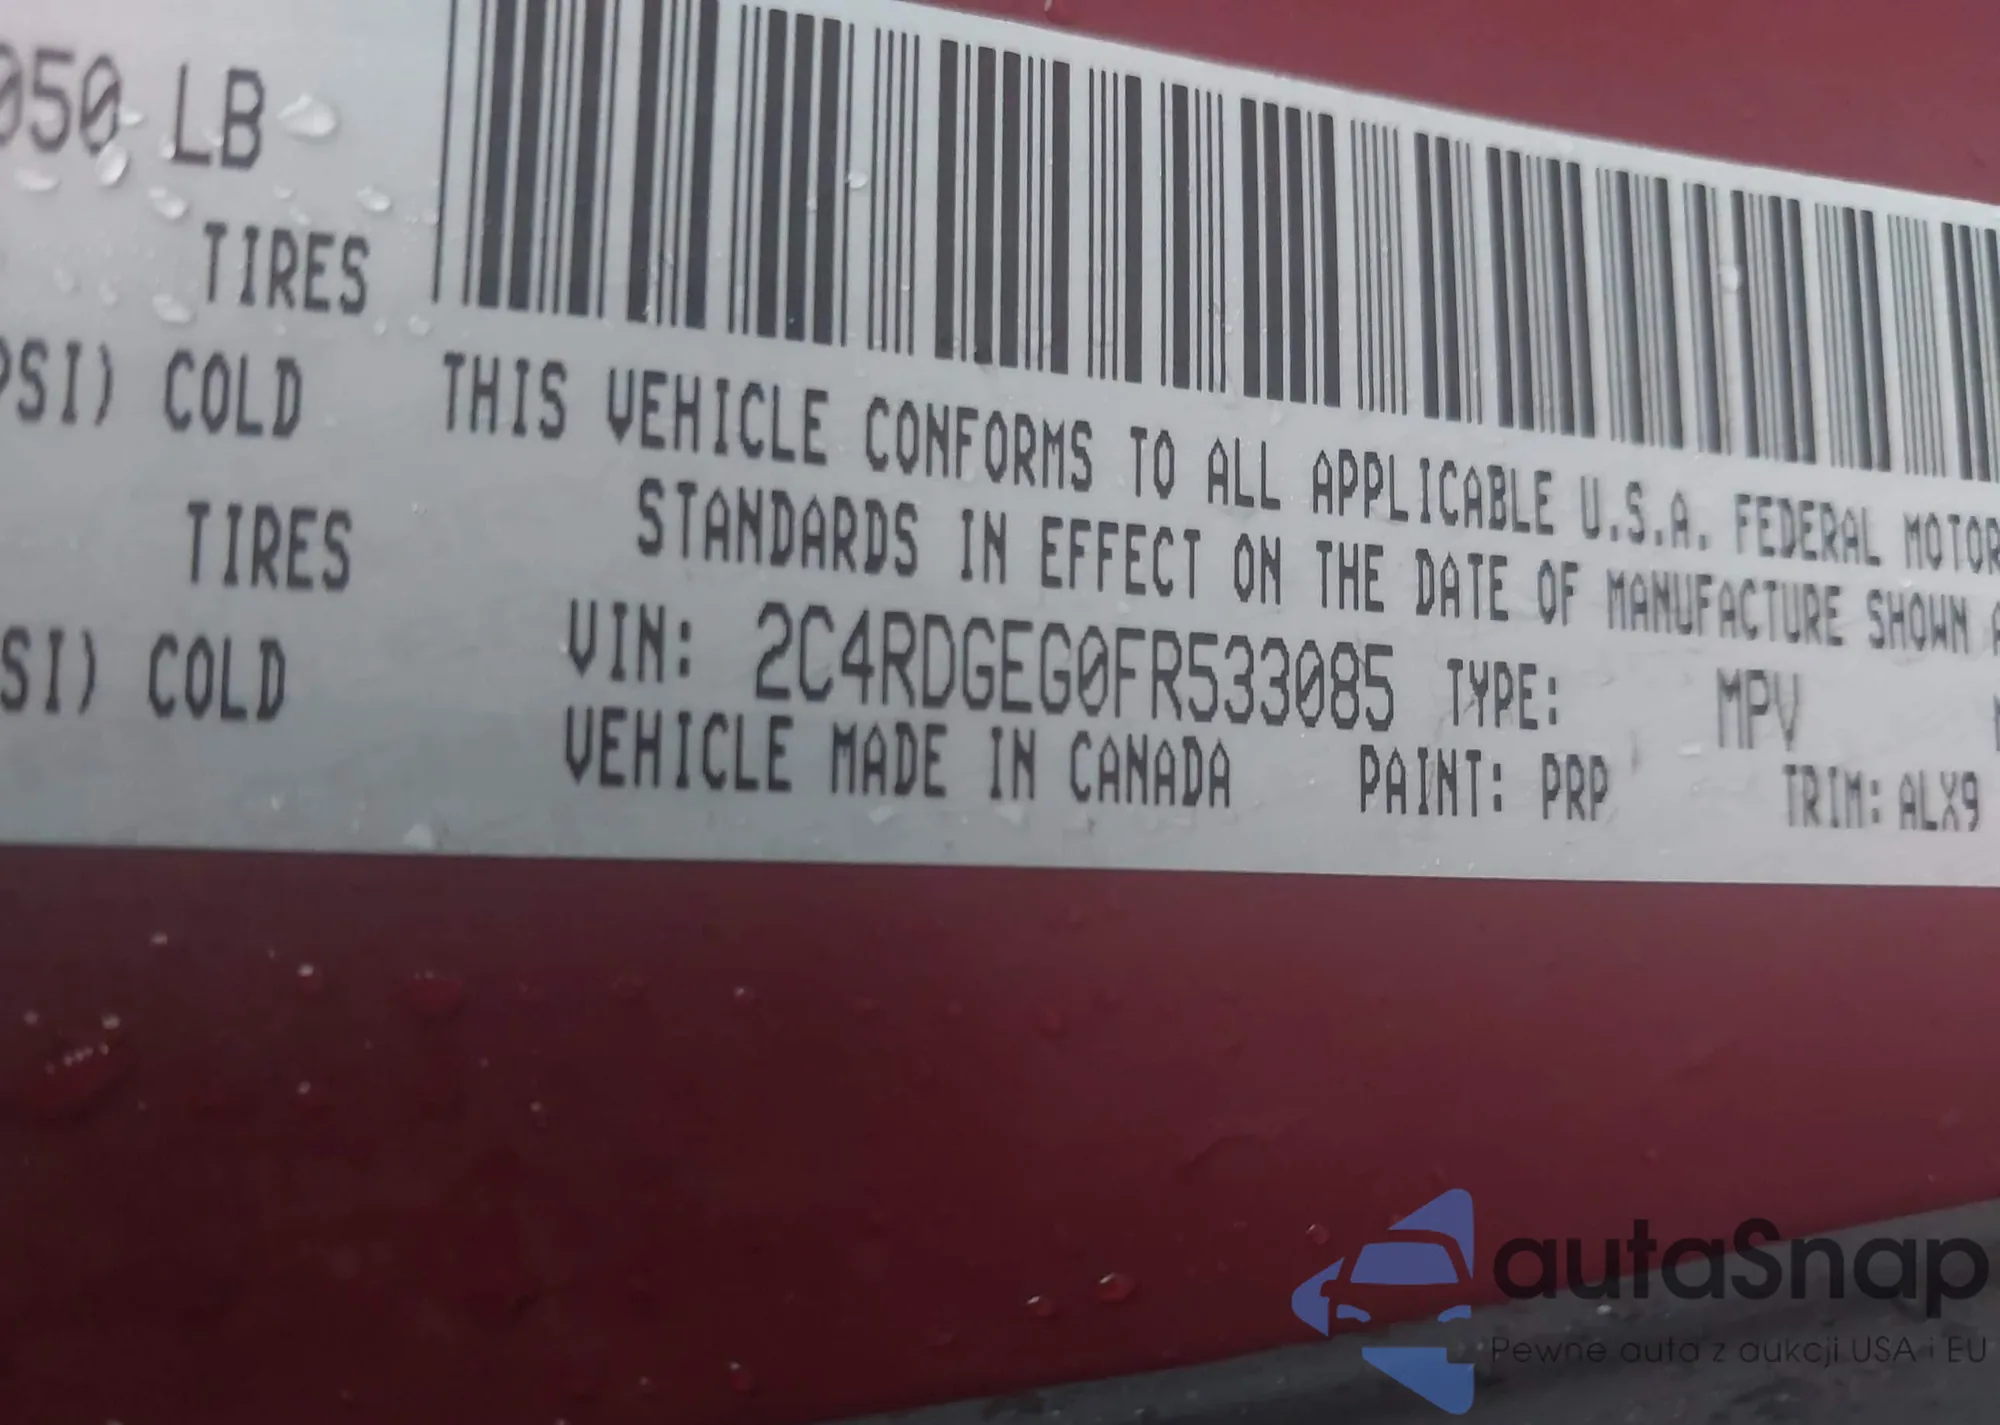 050 LB
TIRES
PSI) COLD
TIRES
SI) COLD
THIS VEHICLE CONFORMS TO ALL APPLICABLE U.S.A. FEDERAL MOTOR
STANDARDS IN EFFECT ON THE DATE OF MANUFACTURE SHOWN A
VIN: 2C4RDGEG0FR533085 TYPE: MPV
VEHICLE MADE IN CANADA PAINT: PRP TRIM: ALX9
autaSnap
Pewne auta z aukcji USA i EU